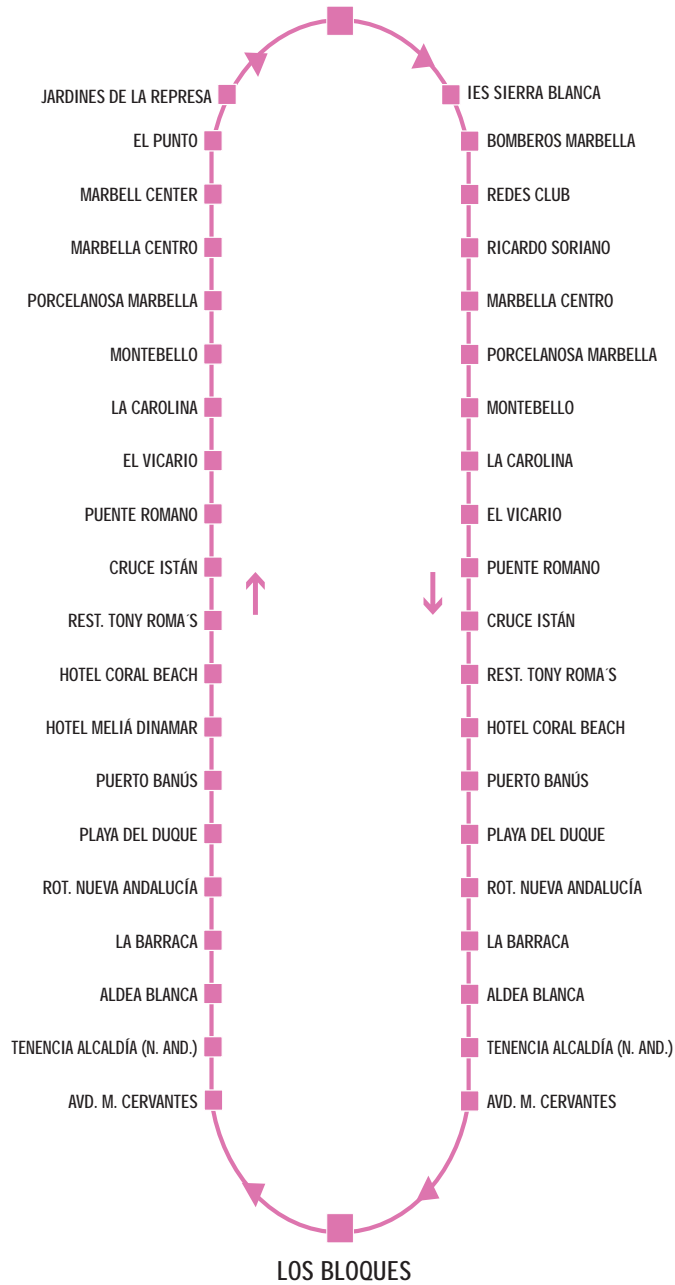 JARDINES DE LA REPRESA
EL PUNTO
MARBELL CENTER
MARBELLA CENTRO
PORCELANOSA MARBELLA
MONTEBELLO
LA CAROLINA
EL VICARIO
PUENTE ROMANO
CRUCE ISTÁN
REST. TONY ROMA´S
HOTEL CORAL BEACH
HOTEL MELIÁ DINAMAR
PUERTO BANÚS
PLAYA DEL DUQUE
ROT. NUEVA ANDALUCÍA
LA BARRACA
ALDEA BLANCA
TENENCIA ALCALDÍA (N. AND.)
AVD. M. CERVANTES
IES SIERRA BLANCA
BOMBEROS MARBELLA
REDES CLUB
RICARDO SORIANO
MARBELLA CENTRO
PORCELANOSA MARBELLA
MONTEBELLO
LA CAROLINA
EL VICARIO
PUENTE ROMANO
CRUCE ISTÁN
REST. TONY ROMA´S
HOTEL CORAL BEACH
PUERTO BANÚS
PLAYA DEL DUQUE
ROT. NUEVA ANDALUCÍA
LA BARRACA
ALDEA BLANCA
TENENCIA ALCALDÍA (N. AND.)
AVD. M. CERVANTES
LOS BLOQUES